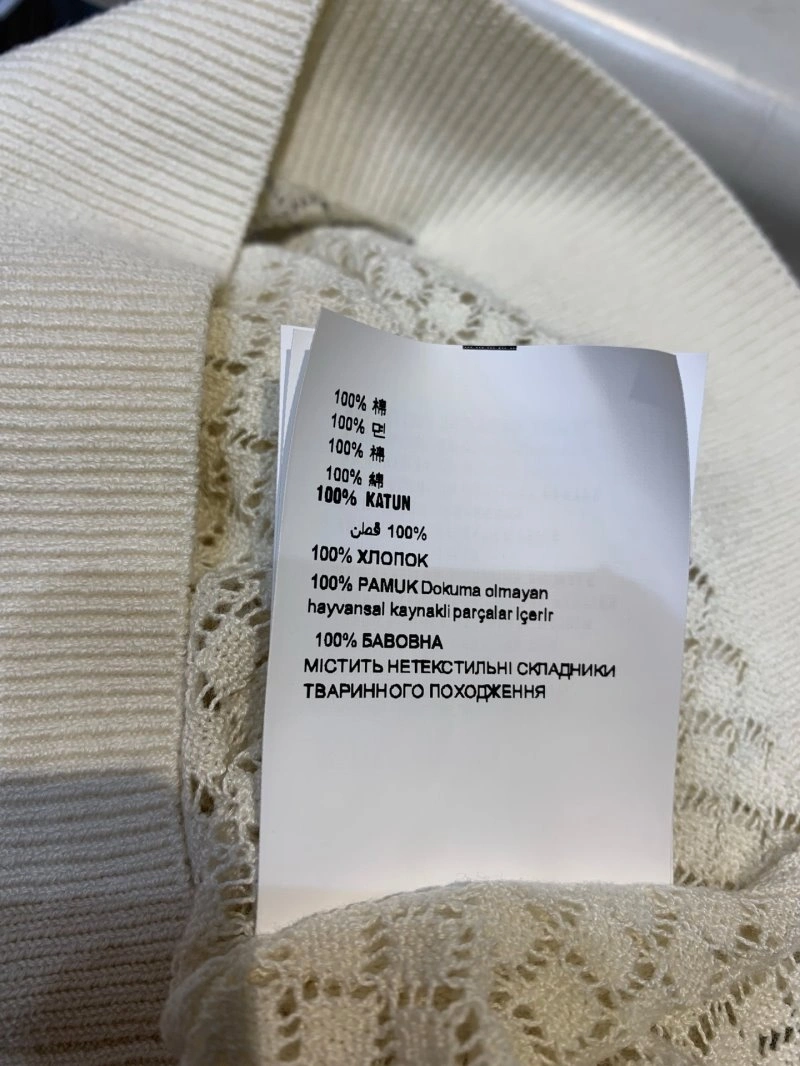 100% 棉
100% 면
100% 棉
100% 綿
100% KATUN
100% قطن
100% ХЛОПОК
100% PAMUK Dokuma olmayan
hayvansal kaynakli parçalar içerir
100% БАВОВНА
МІСТИТЬ НЕТЕКСТИЛЬНІ СКЛАДНИКИ
ТВАРИННОГО ПОХОДЖЕННЯ